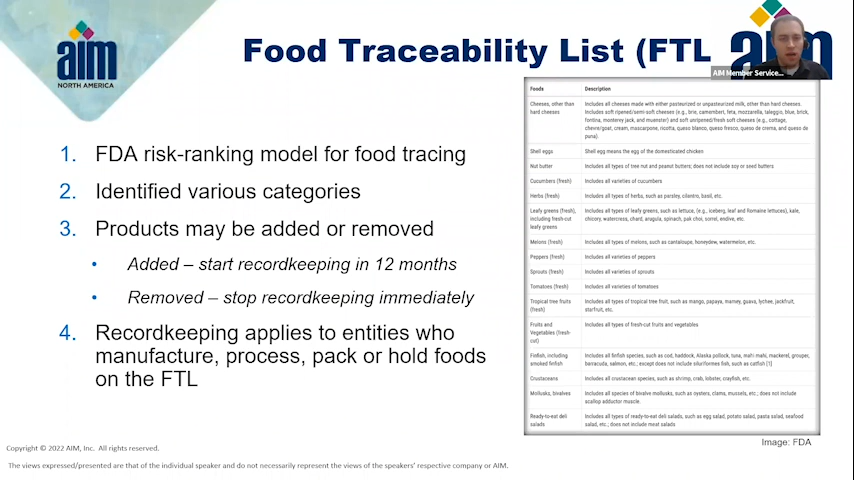 aim
NORTH AMERICA
Food Traceability List (FTL
aim
AIM Member Service...
1. FDA risk-ranking model for food tracing
2. Identified various categories
3. Products may be added or removed
• Added – start recordkeeping in 12 months
• Removed – stop recordkeeping immediately
4. Recordkeeping applies to entities who
manufacture, process, pack or hold foods
on the FTL
Foods Description
Cheeses, other than
hard cheeses
Includes all cheeses made with either pasteurized or unpasteurized milk, other than hard cheeses.
Includes soft ripened/semi-soft cheeses (e.g., brie, camembert, feta, mozzarella, taleggio, blue, brick,
fontina, monterey jack, and muenster) and soft unripened/fresh soft cheeses (e.g., cottage,
chevre/goat, cream, mascarpone, ricotta, queso blanco, queso fresco, queso de crema, and queso de
puna).
Shell eggs Shell egg means the egg of the domesticated chicken
Nut butter Includes all types of tree nut and peanut butters; does not include soy or seed butters
Cucumbers (fresh) Includes all varieties of cucumbers
Herbs (fresh) Includes all types of herbs, such as parsley, cilantro, basil, etc.
Leafy greens (fresh),
including fresh-cut
leafy greens
Includes all types of leafy greens, such as lettuce, (e.g., iceberg, leaf and Romaine lettuces), kale,
chicory, watercress, chard, arugula, spinach, pak choi, sorrel, endive, etc.
Melons (fresh) Includes all types of melons, such as cantaloupe, honeydew, watermelon, etc.
Peppers (fresh) Includes all varieties of peppers
Sprouts (fresh) Includes all varieties of sprouts
Tomatoes (fresh) Includes all varieties of tomatoes
Tropical tree fruits
(fresh)
Includes all types of tropical tree fruit, such as mango, papaya, mamey, guava, lychee, jackfruit,
starfruit, etc.
Fruits and
Vegetables (fresh-
cut)
Includes all types of fresh-cut fruits and vegetables
Finfish, including
smoked finfish
Includes all finfish species, such as cod, haddock, Alaska pollock, tuna, mahi mahi, mackerel, grouper,
barracuda, salmon, etc.; except does not include siluriformes fish, such as catfish [1]
Crustaceans Includes all crustacean species, such as shrimp, crab, lobster, crayfish, etc.
Mollusks, bivalves Includes all species of bivalve mollusks, such as oysters, clams, mussels, etc.; does not include
scallop adductor muscle.
Ready-to-eat deli
salads
Includes all types of ready-to-eat deli salads, such as egg salad, potato salad, pasta salad, seafood
salad, etc.; does not include meat salads
Image: FDA
Copyright © 2022 AIM, Inc. All rights reserved.
The views expressed/presented are that of the individual speaker and do not necessarily represent the views of the speakers' respective company or AIM.